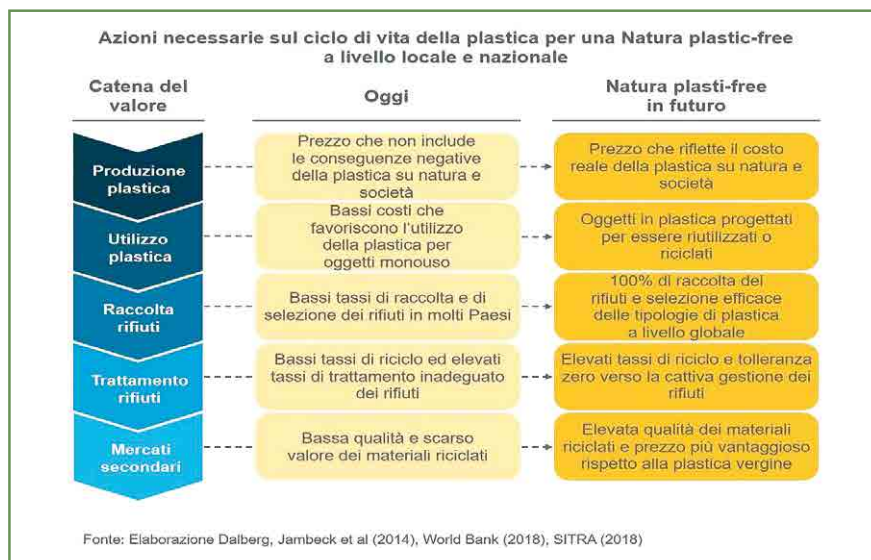 Azioni necessarie sul ciclo di vita della plastica per una Natura plastic-free
a livello locale e nazionale
Catena del
valore
Oggi
Natura plasti-free
in futuro
Produzione
plastica
Prezzo che non include
le conseguenze negative
della plastica su natura e
società
Prezzo che riflette il costo
reale della plastica su natura e
società
Utilizzo
plastica
Bassi costi che
favoriscono l'utilizzo
della plastica per
oggetti monouso
Oggetti in plastica progettati
per essere riutilizzati o
riciclati
Raccolta
rifiuti
Bassi tassi di raccolta e di
selezione dei rifiuti in molti Paesi
100% di raccolta dei
rifiuti e selezione efficace
delle tipologie di plastica
a livello globale
Trattamento
rifiuti
Bassi tassi di riciclo ed elevati
tassi di trattamento inadeguato
dei rifiuti
Elevati tassi di riciclo e tolleranza
zero verso la cattiva gestione dei
rifiuti
Mercati
secondari
Bassa qualità e scarso
valore dei materiali riciclati
Elevata qualità dei materiali
riciclati e prezzo più vantaggioso
rispetto alla plastica vergine
Fonte: Elaborazione Dalberg, Jambeck et al (2014), World Bank (2018), SITRA (2018)